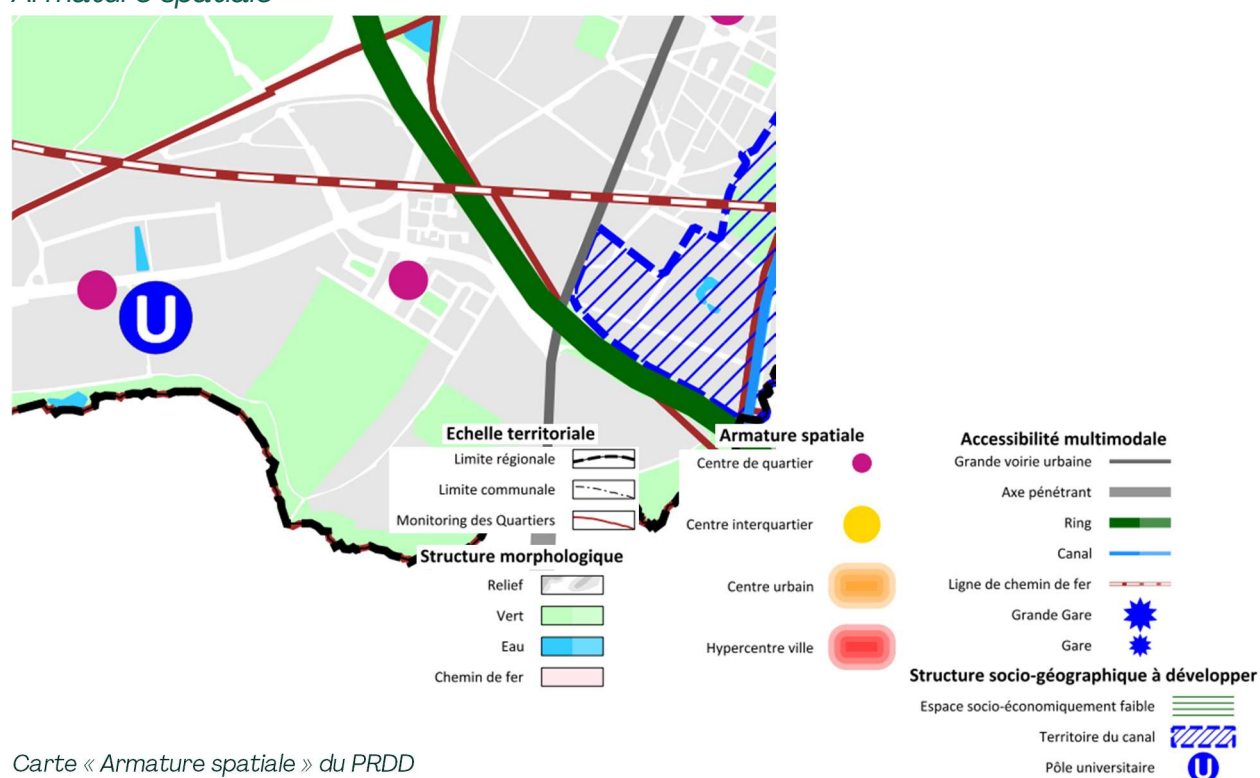 Armature spatiale
U
Echelle territoriale
Limite régionale
Limite communale
Monitoring des Quartiers
Structure morphologique
Relief
Vert
Eau
Chemin de fer
Armature spatiale
Centre de quartier
Centre interquartier
Centre urbain
Hypercentre ville
Accessibilité multimodale
Grande voirie urbaine
Axe pénétrant
Ring
Canal
Ligne de chemin de fer
Grande Gare
Gare
Structure socio-géographique à développer
Espace socio-économiquement faible
Territoire du canal
Pôle universitaire
U
Carte « Armature spatiale » du PRDD